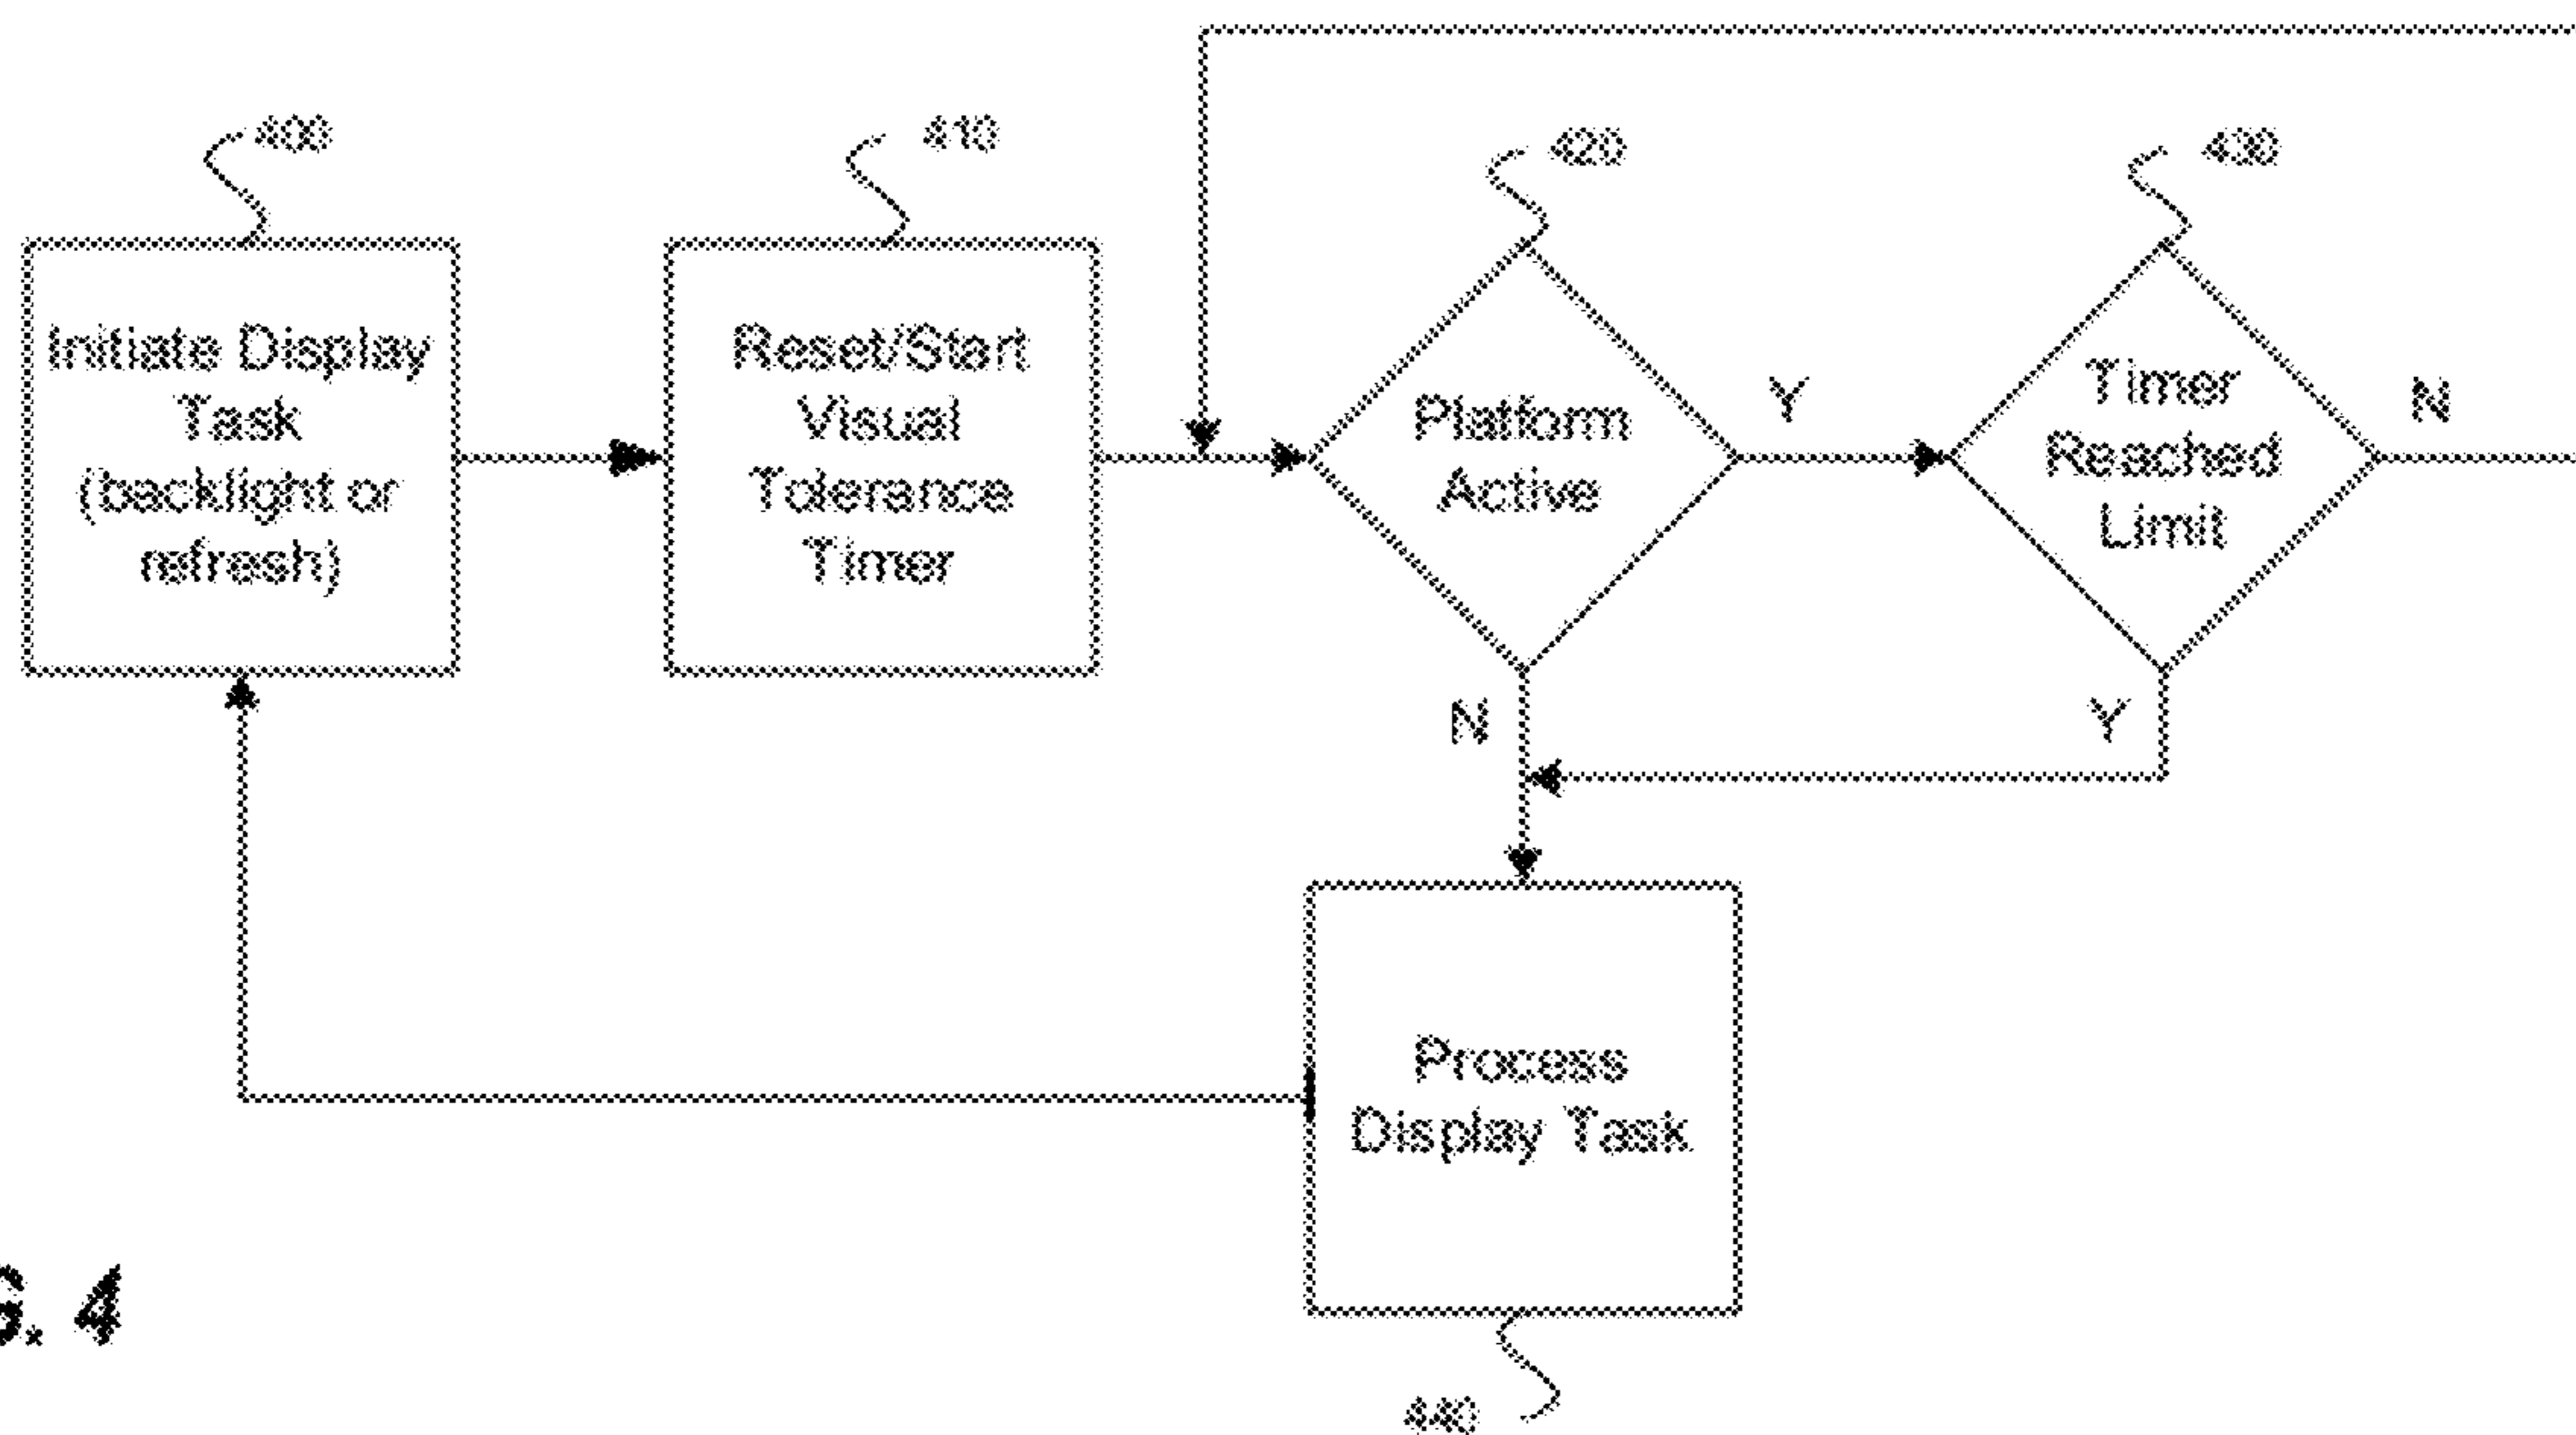 400
410
420
430
Initiate Display
Task
(backlight or
refresh)
Reset/Start
Visual
Tolerance
Timer
Platform
Active
Y
Timer
Reached
Limit
N
N
Y
Process
Display Task
G. 4
440